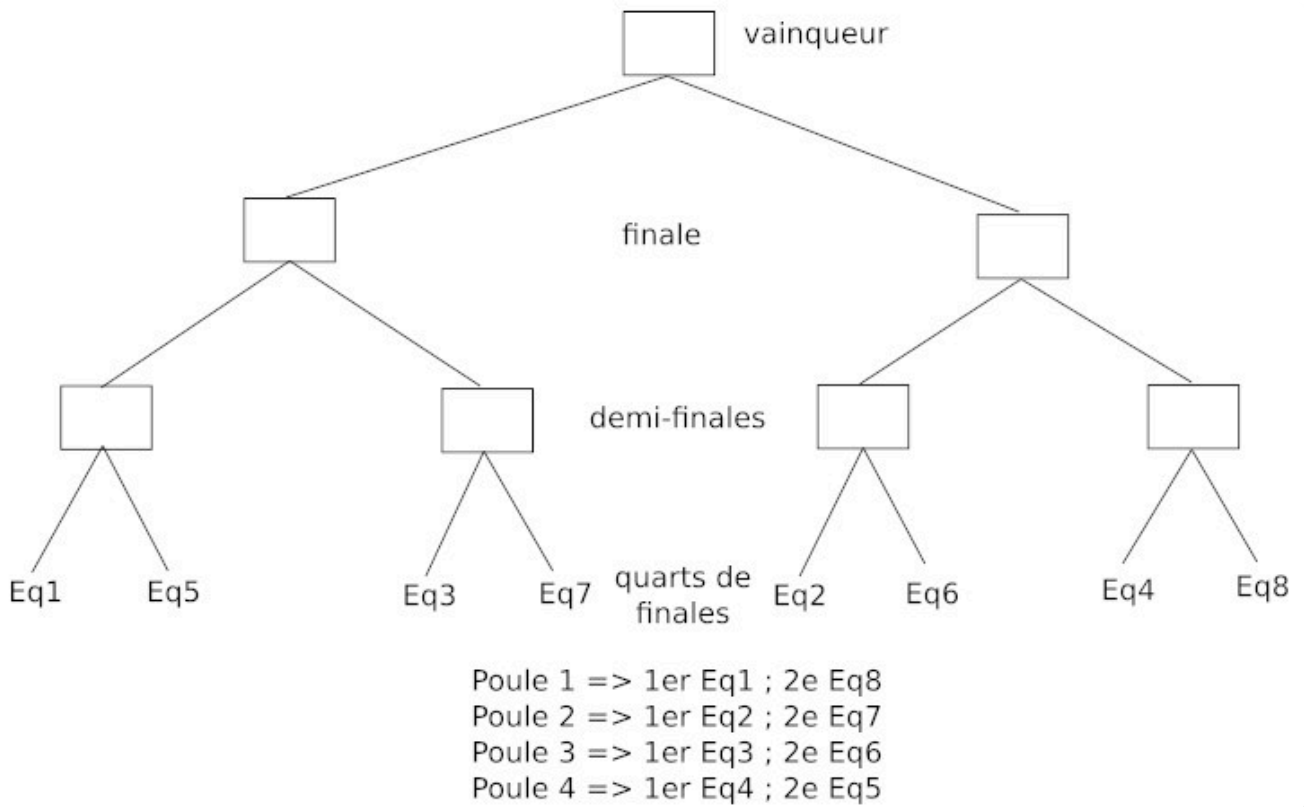 vainqueur
finale
demi-finales
Eq1 Eq5 Eq3 Eq7 quarts de Eq2 Eq6 Eq4 Eq8
finales
Poule 1 => 1er Eq1 ; 2e Eq8
Poule 2 => 1er Eq2 ; 2e Eq7
Poule 3 => 1er Eq3 ; 2e Eq6
Poule 4 => 1er Eq4 ; 2e Eq5